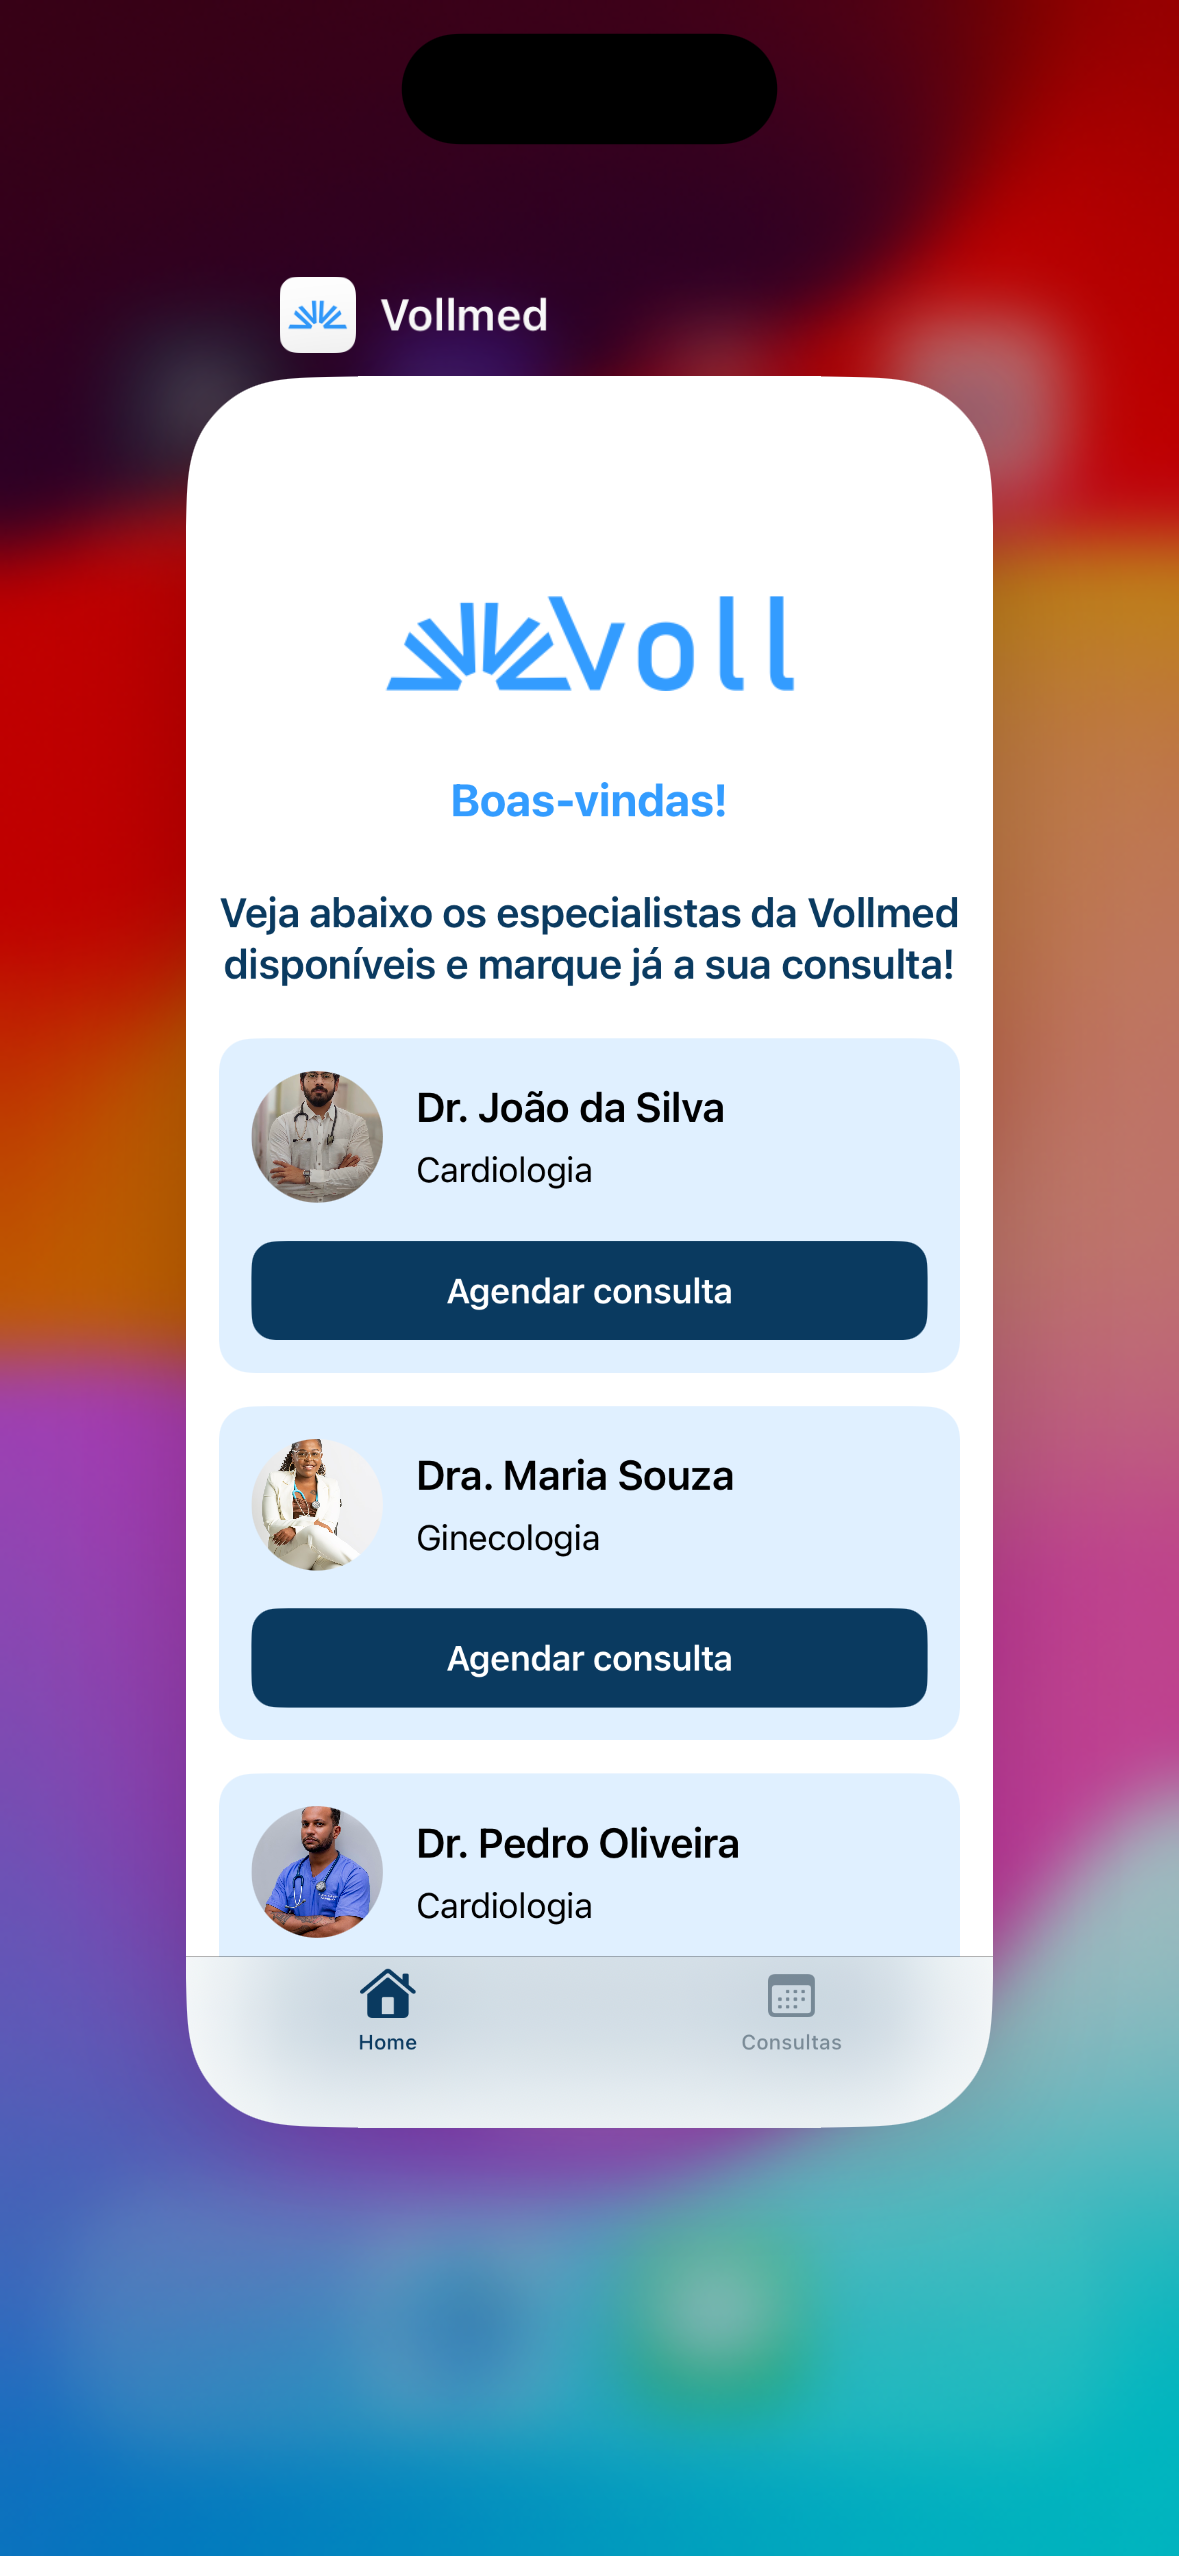 Vollmed
Voll
Boas-vindas!
Veja abaixo os especialistas da Vollmed
disponíveis e marque já a sua consulta!
Dr. João da Silva
Cardiologia
Agendar consulta
Dra. Maria Souza
Ginecologia
Agendar consulta
Dr. Pedro Oliveira
Cardiologia
Home
Consultas